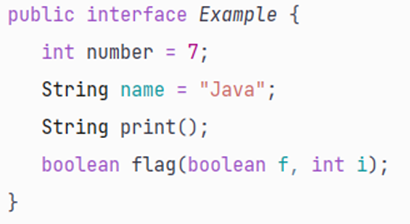 public interface Example {
int number = 7;
String name = "Java";
String print();
boolean flag(boolean f, int i);
}